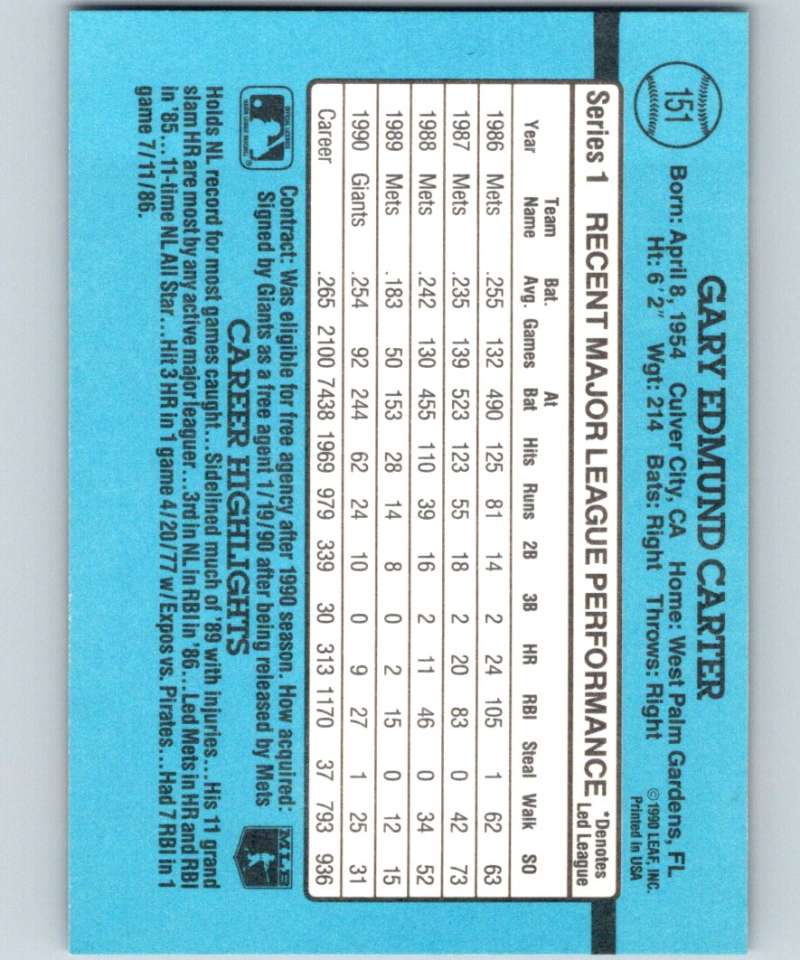 151
GARY EDMUND CARTER
Born: April 8, 1954 Culver City, CA Home: West Palm Gardens, FL
Ht: 6'2" Wgt: 214 Bats: Right Throws: Right
©1990 LEAF, INC.
Printed in USA
Series 1 RECENT MAJOR LEAGUE PERFORMANCE *Denotes Led League
Year Team Name Bat. Avg. Games At Bat Hits Runs 2B 3B HR RBI Steal Walk SO
1986 Mets .255 132 490 125 81 14 2 24 105 1 62 63
1987 Mets .235 139 523 123 55 18 2 20 83 0 42 73
1988 Mets .242 130 455 110 39 16 2 11 46 0 34 52
1989 Mets .183 50 153 28 14 8 0 2 15 0 12 15
1990 Giants .254 92 244 62 24 10 0 9 27 1 25 31
Career .265 2100 7438 1969 979 339 30 313 1170 37 793 936
Contract: Was eligible for free agency after 1990 season. How acquired:
Signed by Giants as a free agent 1/19/90 after being released by Mets
MLB
CAREER HIGHLIGHTS
Holds NL record for most games caught...Sidelined much of '89 with injuries...His 11 grand
slam HR are most by any active major leaguer...3rd in NL in RBI in '86...Led Mets in HR and RBI
in '85...11-time NL All Star...Hit 3 HR in 1 game 4/20/77 w/Expos vs. Pirates...Had 7 RBI in 1
game 7/11/86.